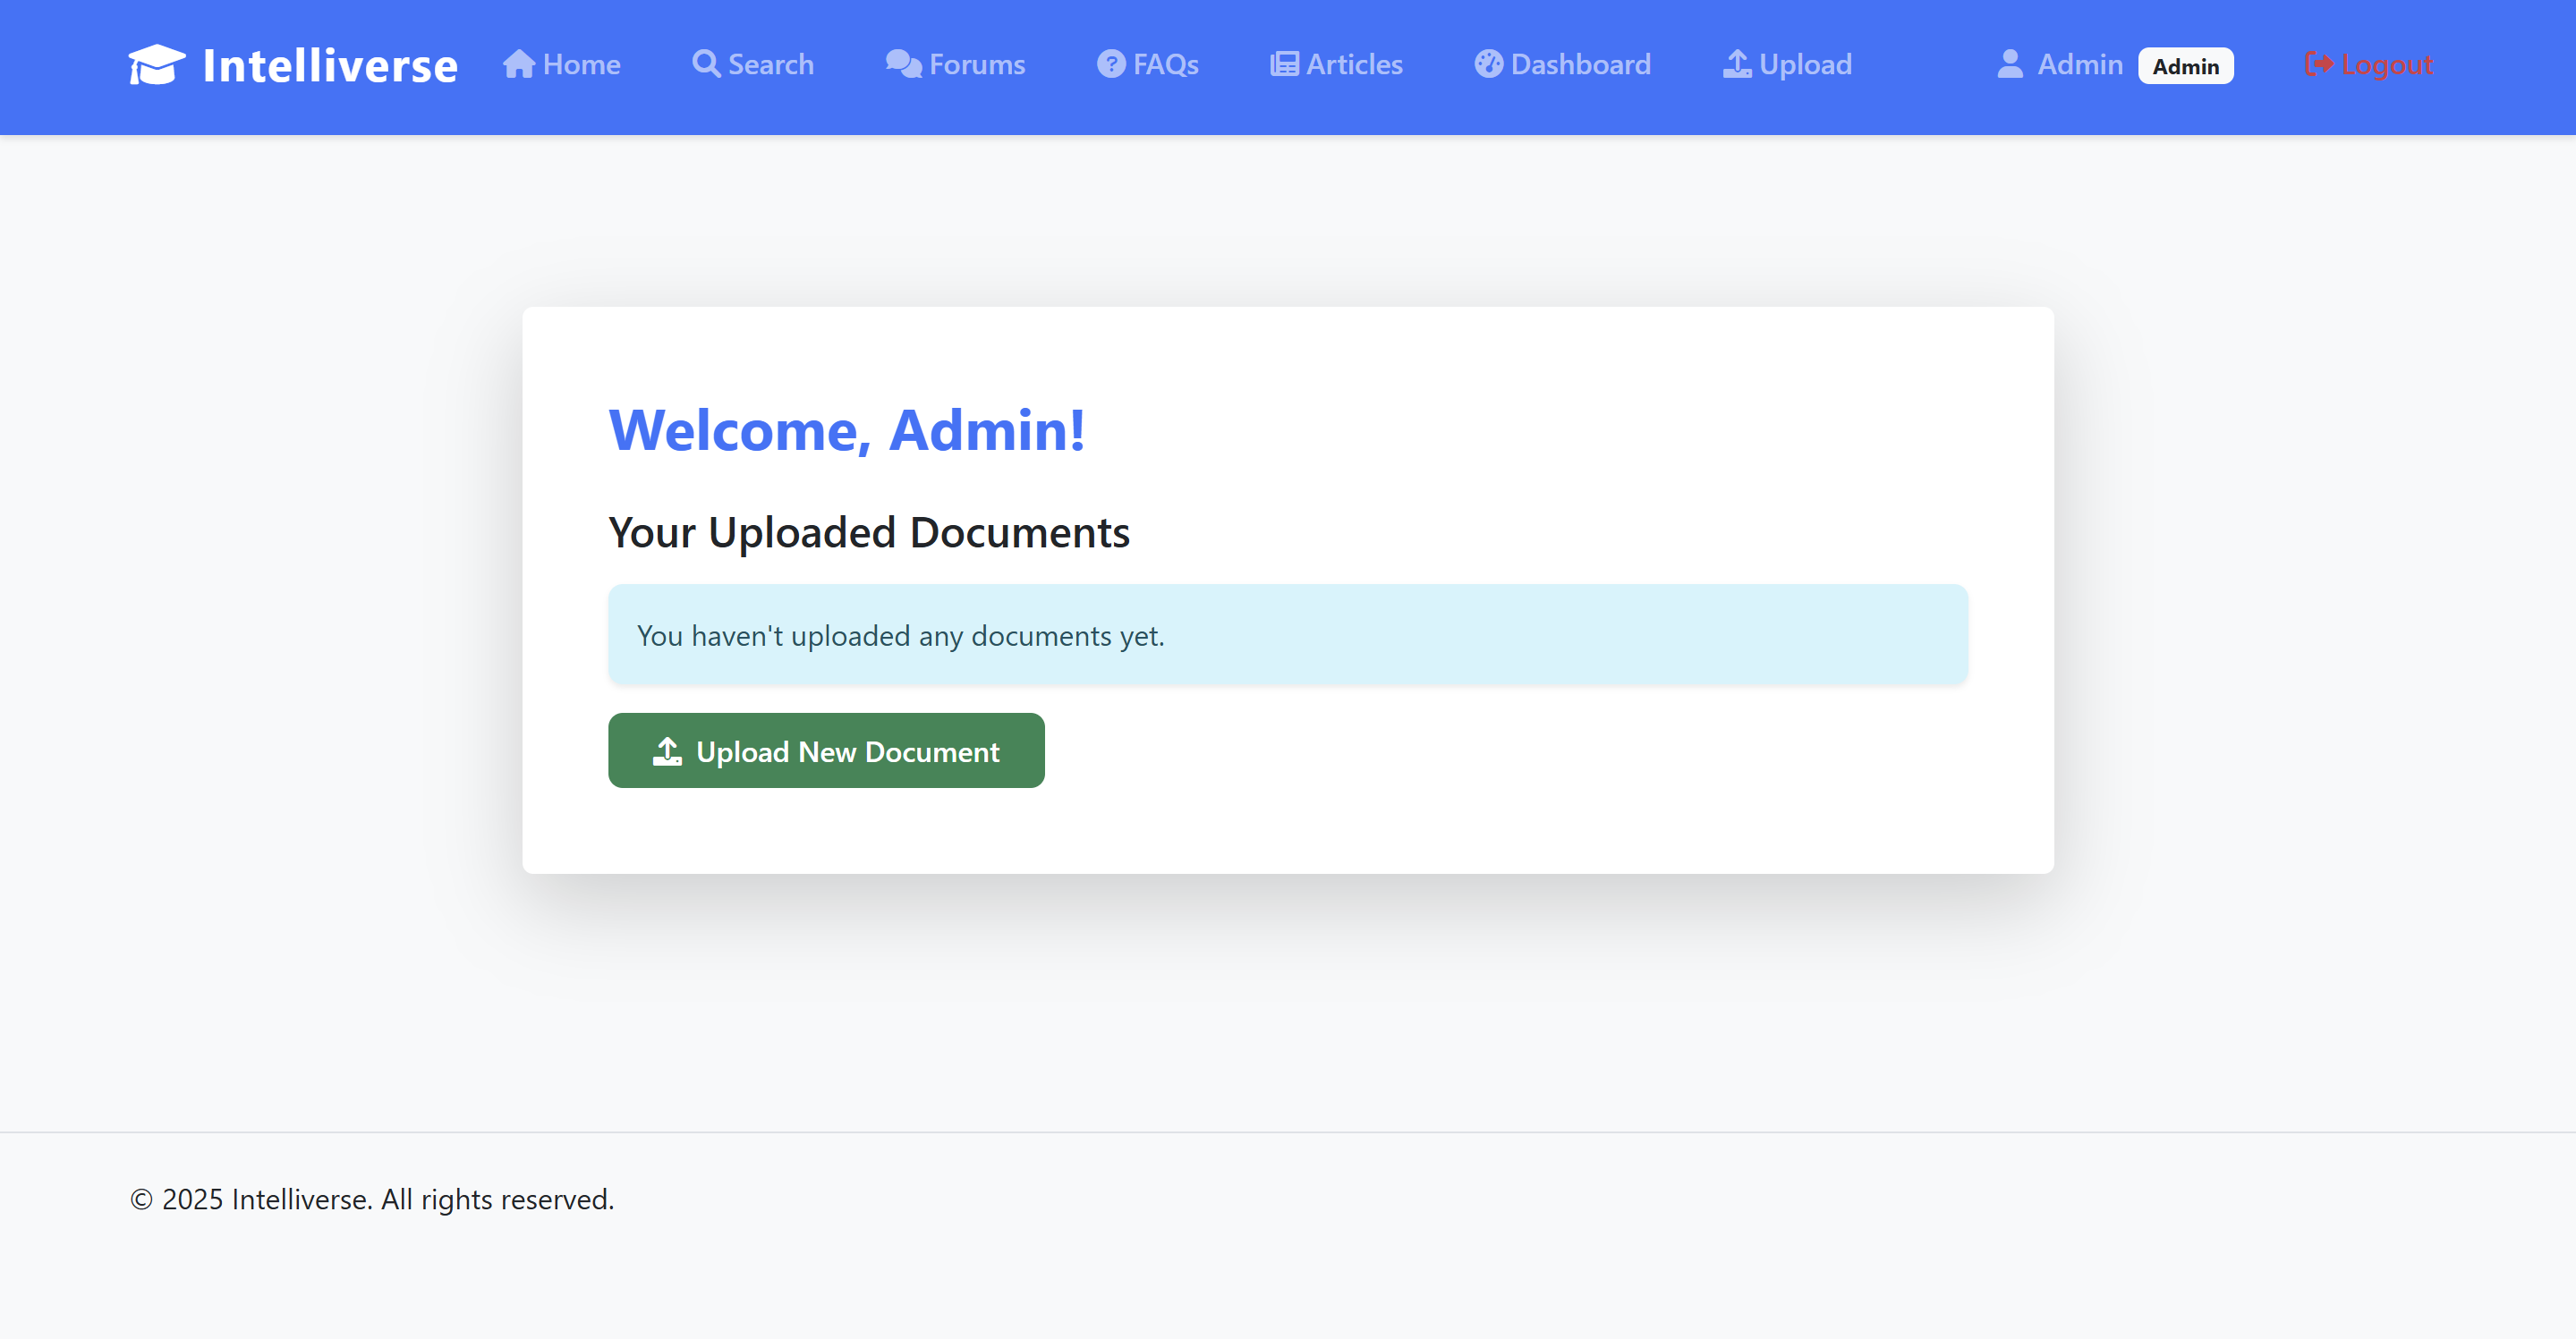 Intelliverse Home Search Forums FAQs Articles Dashboard Upload Admin Admin Logout
Welcome, Admin!
Your Uploaded Documents
You haven't uploaded any documents yet.
Upload New Document
© 2025 Intelliverse. All rights reserved.